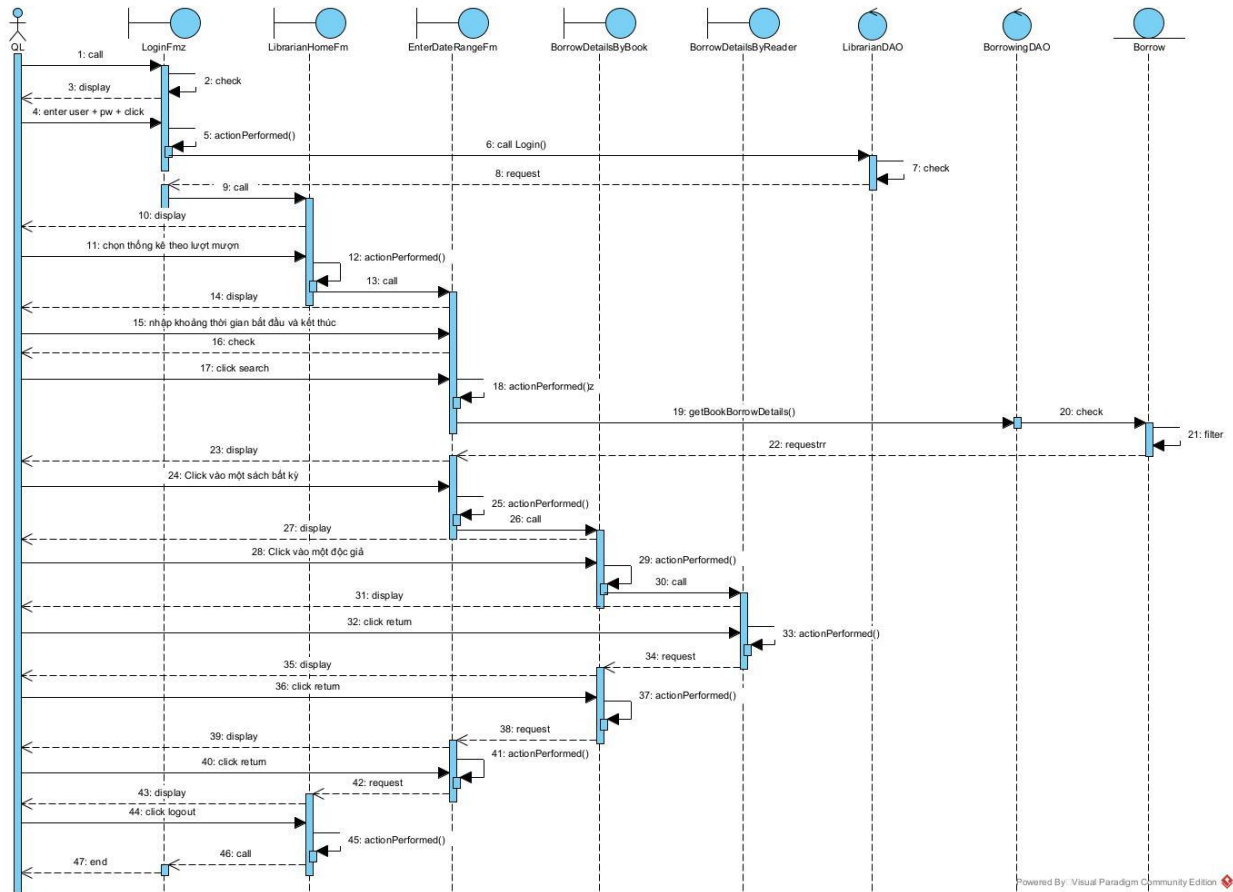 QL
LoginFmz
LibrarianHomeFm
EnterDateRangeFm
BorrowDetailsByBook
BorrowDetailsByReader
LibrarianDAO
BorrowingDAO
Borrow
1: call
2: check
3: display
4: enter user + pw + click
5: actionPerformed()
6: call Login()
7: check
8: request
9: call
10: display
11: chọn thống kê theo lượt mượn
12: actionPerformed()
13: call
14: display
15: nhập khoảng thời gian bắt đầu và kết thúc
16: check
17: click search
18: actionPerformed()z
19: getBookBorrowDetails()
20: check
21: filter
22: requestrr
23: display
24: Click vào một sách bất kỳ
25: actionPerformed()
26: call
27: display
28: Click vào một độc giả
29: actionPerformed()
30: call
31: display
32: click return
33: actionPerformed()
34: request
35: display
36: click return
37: actionPerformed()
38: request
39: display
40: click return
41: actionPerformed()
42: request
43: display
44: click logout
45: actionPerformed()
46: call
47: end
Powered By: Visual Paradigm Community Edition